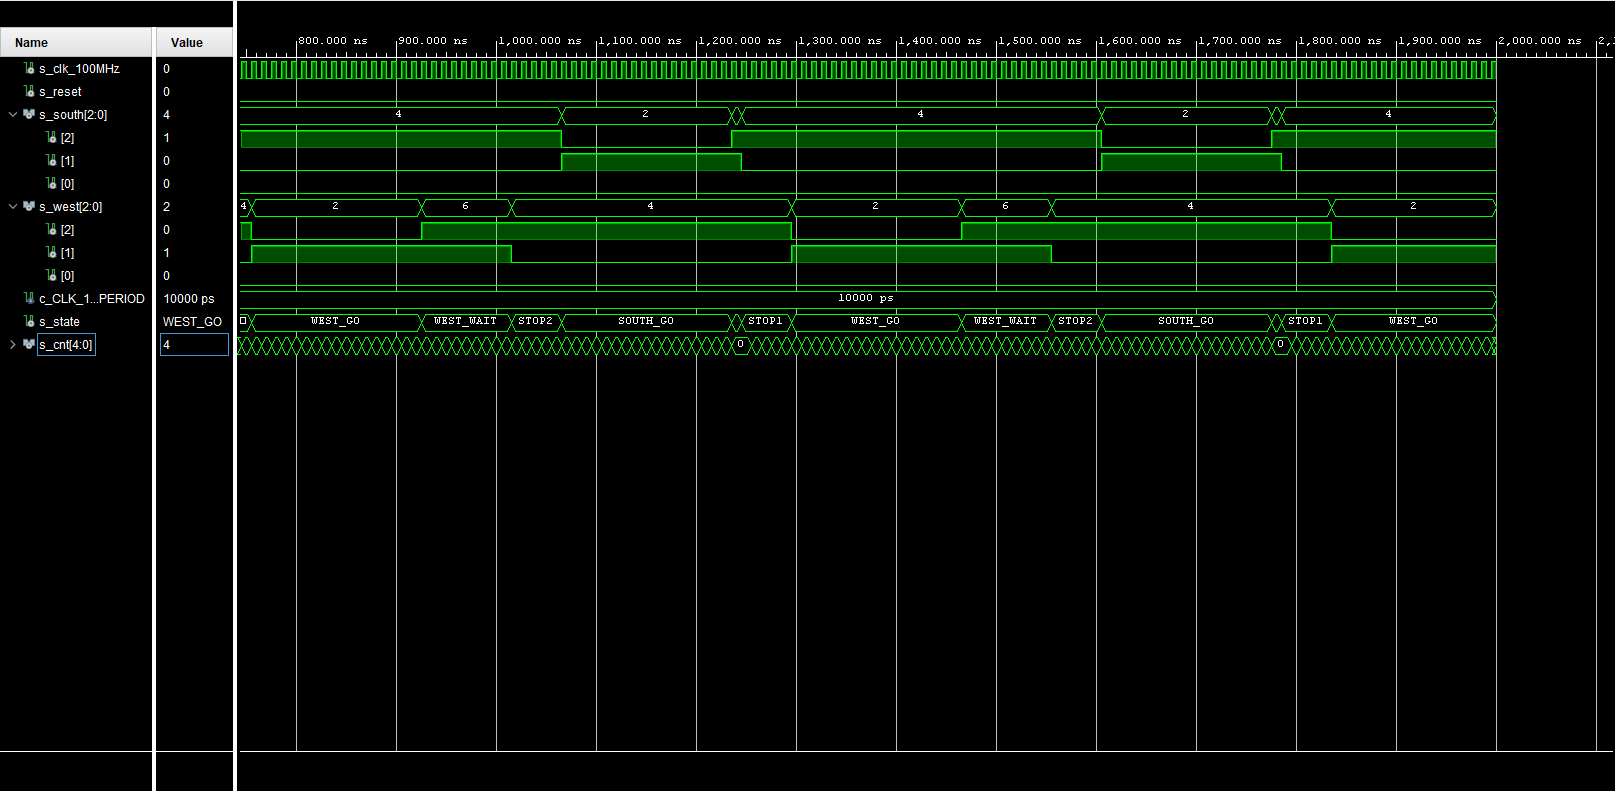 Name Value
800.000 ns 900.000 ns 1,000.000 ns 1,100.000 ns 1,200.000 ns 1,300.000 ns 1,400.000 ns 1,500.000 ns 1,600.000 ns 1,700.000 ns 1,800.000 ns 1,900.000 ns 2,000.000 ns 2,1
s_clk_100MHz 0
s_reset 0
s_south[2:0] 4 4 2 4 2 4
[2] 1
[1] 0
[0] 0
s_west[2:0] 2 4 2 6 4 2 6 4 2
[2] 0
[1] 1
[0] 0
c_CLK_1...PERIOD 10000 ps 10000 ps
s_state WEST_GO WEST_GO WEST_WAIT STOP2 SOUTH_GO STOP1 WEST_GO WEST_WAIT STOP2 SOUTH_GO STOP1 WEST_GO
s_cnt[4:0] 4 0 0